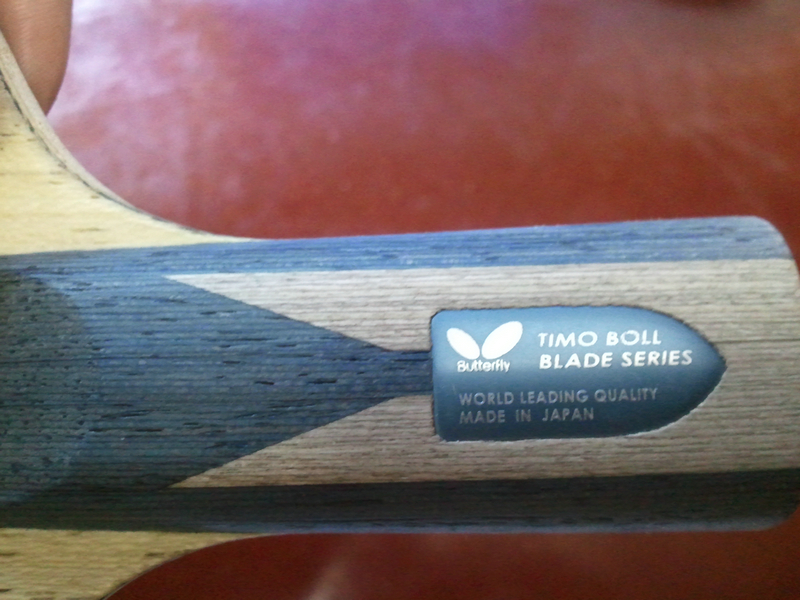 Butterfly
TIMO BOLL
BLADE SERIES
WORLD LEADING QUALITY
MADE IN JAPAN